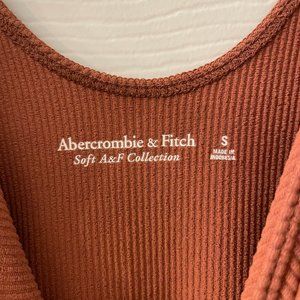 Abercrombie & Fitch
Soft A&F Collection
S
MADE IN
INDONESIA